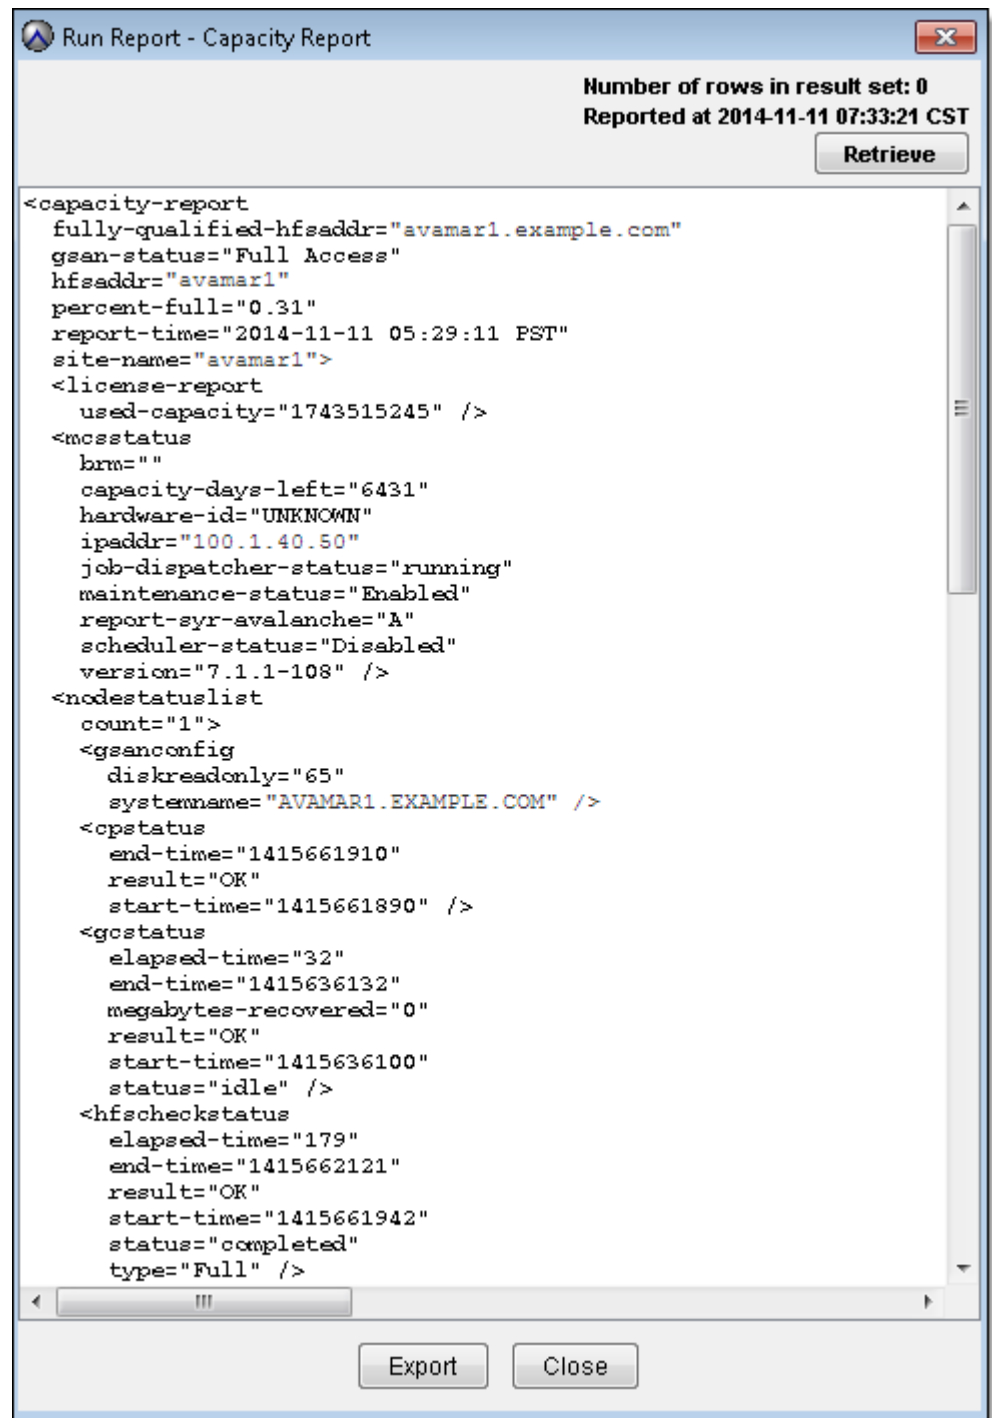 Run Report - Capacity Report
Number of rows in result set: 0
Reported at 2014-11-11 07:33:21 CST
Retrieve
<capacity-report
fully-qualified-hfsaddr="avamar1.example.com"
gsan-status="Full Access"
hfsaddr="avamar1"
percent-full="0.31"
report-time="2014-11-11 05:29:11 PST"
site-name="avamar1">
<license-report
used-capacity="1743515245" />
<mcsstatus
brm=""
capacity-days-left="6431"
hardware-id="UNKNOWN"
ipaddr="100.1.40.50"
job-dispatcher-status="running"
maintenance-status="Enabled"
report-syr-avalanche="A"
scheduler-status="Disabled"
version="7.1.1-108" />
<nodestatuslist
count="1">
<gsanconfig
diskreadonly="65"
systemname="AVAMAR1.EXAMPLE.COM" />
<cpstatus
end-time="1415661910"
result="OK"
start-time="1415661890" />
<gcstatus
elapsed-time="32"
end-time="1415636132"
megabytes-recovered="0"
result="OK"
start-time="1415636100"
status="idle" />
<hfscheckstatus
elapsed-time="179"
end-time="1415662121"
result="OK"
start-time="1415661942"
status="completed"
type="Full" />
Export Close